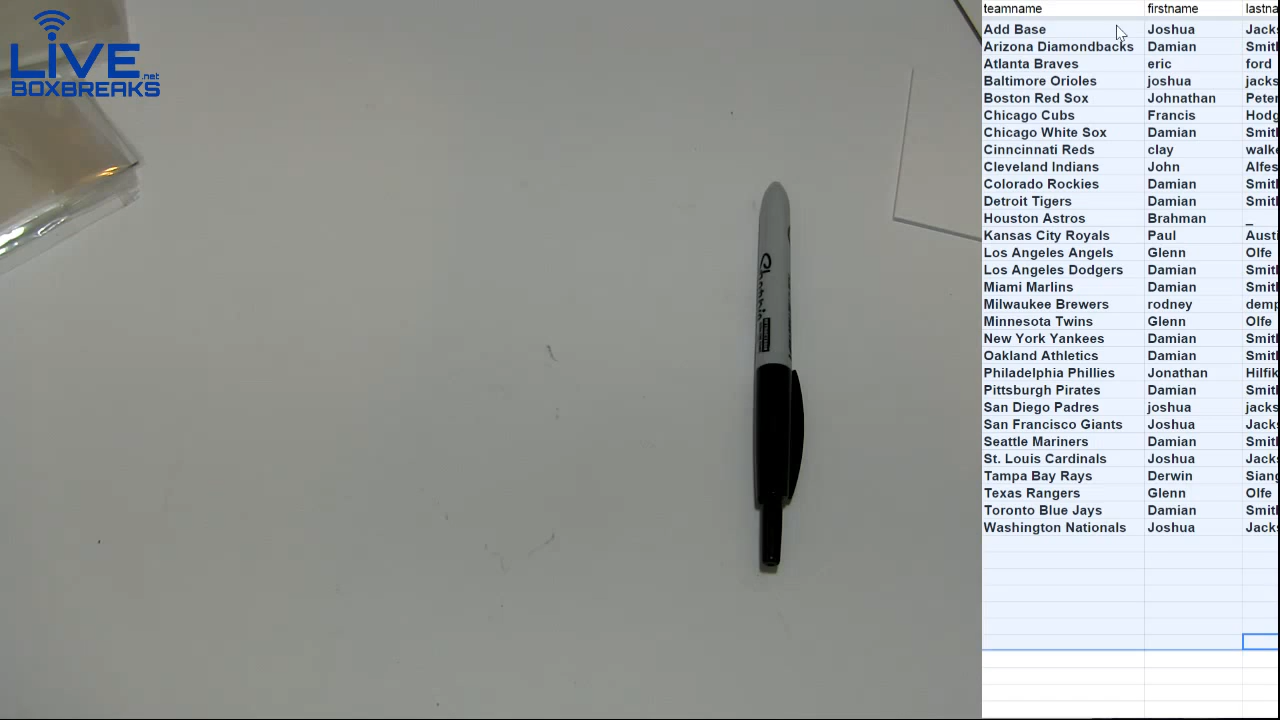 LIVE.net
BOXBREAKS
Sharpie
teamname firstname lastna
Add Base Joshua Jacks
Arizona Diamondbacks Damian Smith
Atlanta Braves eric ford
Baltimore Orioles joshua jacks
Boston Red Sox Johnathan Peter
Chicago Cubs Francis Hodg
Chicago White Sox Damian Smith
Cinncinnati Reds clay walke
Cleveland Indians John Alfes
Colorado Rockies Damian Smith
Detroit Tigers Damian Smith
Houston Astros Brahman _
Kansas City Royals Paul Austi
Los Angeles Angels Glenn Olfe
Los Angeles Dodgers Damian Smith
Miami Marlins Damian Smith
Milwaukee Brewers rodney demp
Minnesota Twins Glenn Olfe
New York Yankees Damian Smith
Oakland Athletics Damian Smith
Philadelphia Phillies Jonathan Hilfik
Pittsburgh Pirates Damian Smith
San Diego Padres joshua jacks
San Francisco Giants Joshua Jacks
Seattle Mariners Damian Smith
St. Louis Cardinals Joshua Jacks
Tampa Bay Rays Derwin Siang
Texas Rangers Glenn Olfe
Toronto Blue Jays Damian Smith
Washington Nationals Joshua Jacks